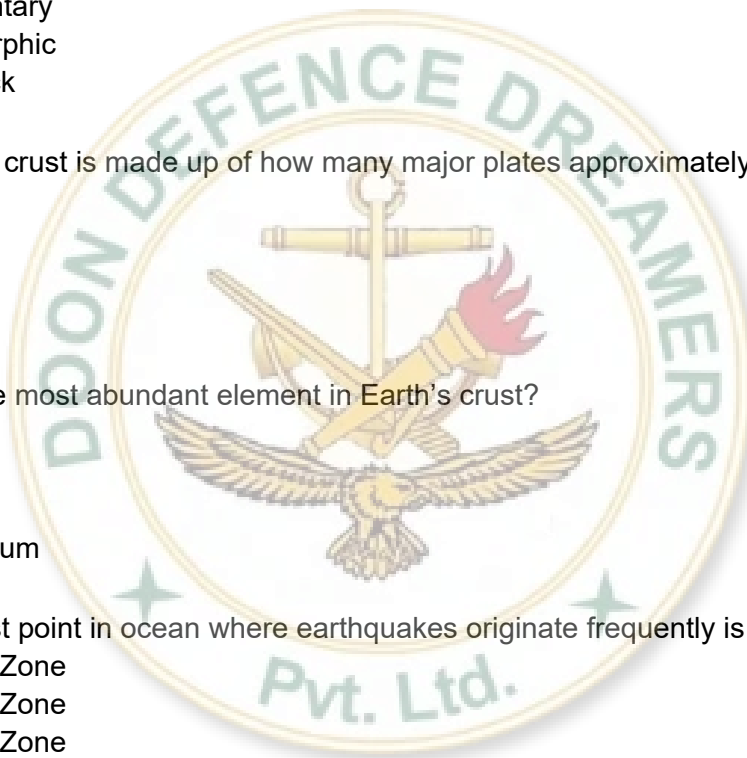 ntary
rphic
k
crust is made up of how many major plates approximately
e most abundant element in Earth's crust?
um
st point in ocean where earthquakes originate frequently is
Zone
Zone
Zone
DOON DEFENCE DREAMERS
Pvt. Ltd.